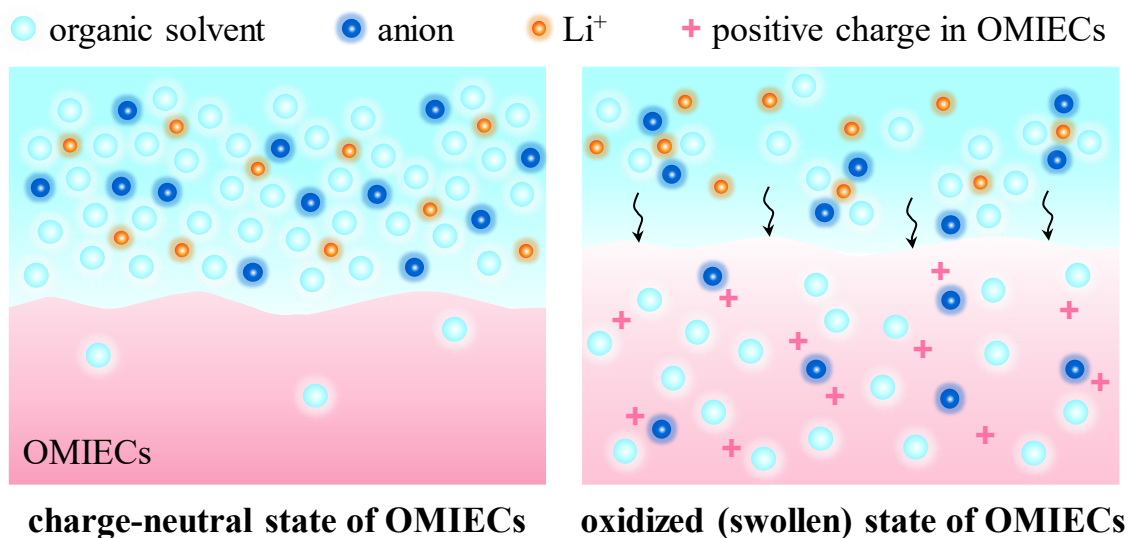 organic solvent anion Li⁺ + positive charge in OMIECs
OMIECs
charge-neutral state of OMIECs
oxidized (swollen) state of OMIECs